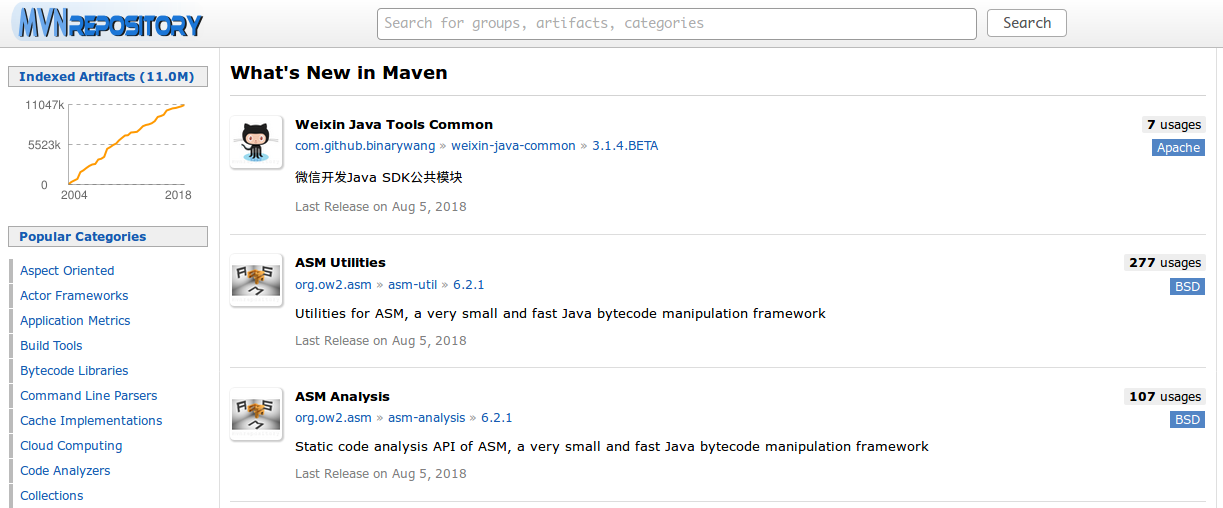 MVNREPOSITORY
Search for groups, artifacts, categories
Search
Indexed Artifacts (11.0M)
11047k
5523k
0
2004 2018
Popular Categories
Aspect Oriented
Actor Frameworks
Application Metrics
Build Tools
Bytecode Libraries
Command Line Parsers
Cache Implementations
Cloud Computing
Code Analyzers
Collections
What's New in Maven
Weixin Java Tools Common
7 usages
com.github.binarywang » weixin-java-common » 3.1.4.BETA
Apache
微信开发Java SDK公共模块
Last Release on Aug 5, 2018
ASM
ASM Utilities
277 usages
org.ow2.asm » asm-util » 6.2.1
BSD
Utilities for ASM, a very small and fast Java bytecode manipulation framework
Last Release on Aug 5, 2018
ASM
ASM Analysis
107 usages
org.ow2.asm » asm-analysis » 6.2.1
BSD
Static code analysis API of ASM, a very small and fast Java bytecode manipulation framework
Last Release on Aug 5, 2018